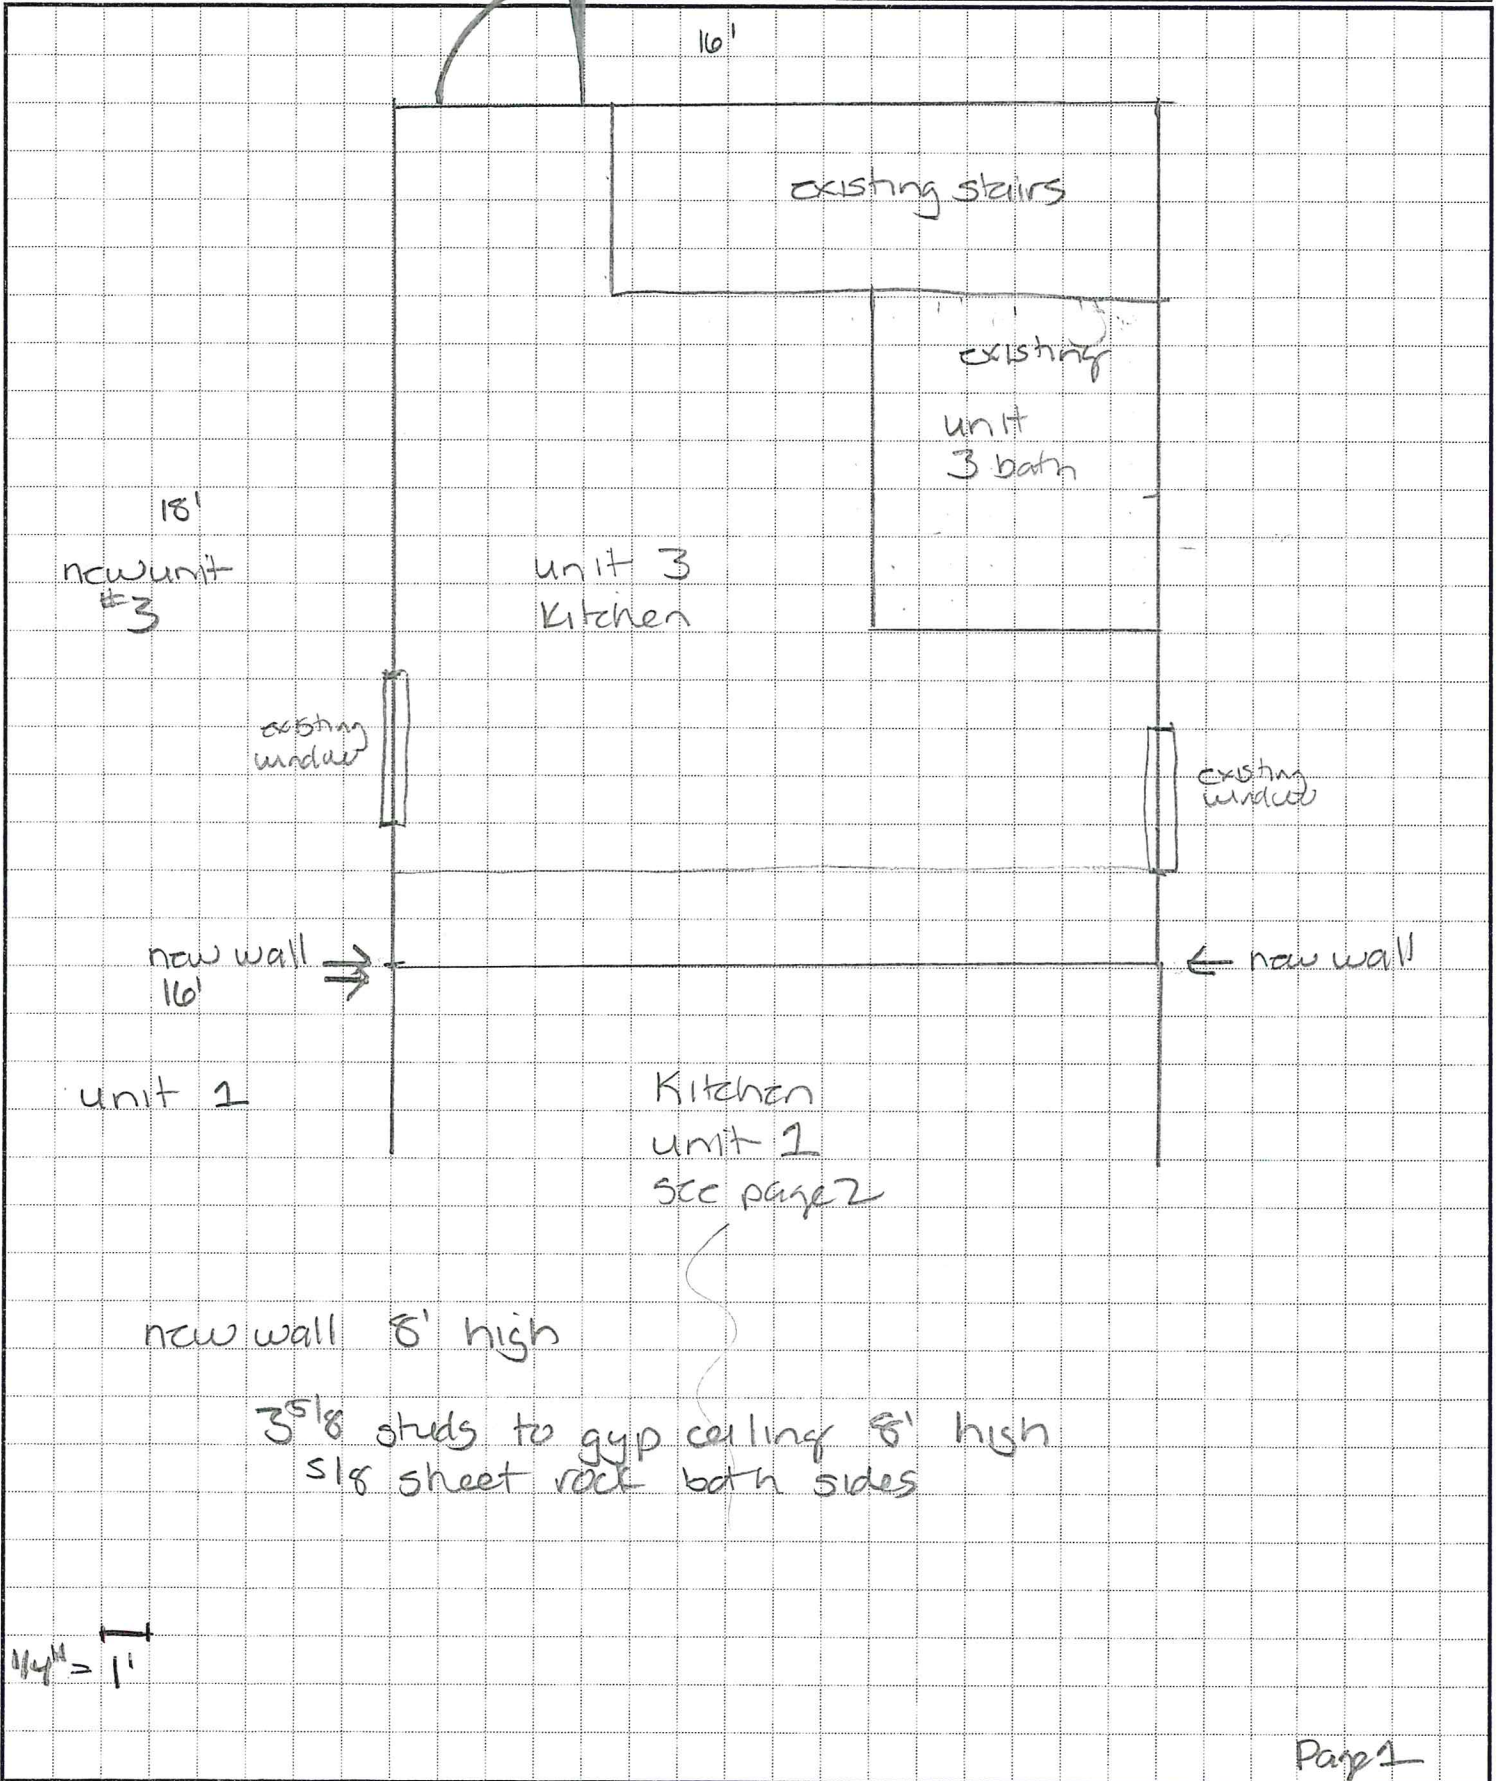 16'
existing stairs
existing
unit
3 bath
18'
new unit
#3
unit 3
Kitchen
existing
window
existing
window
new wall
16'
new wall
unit 1
Kitchen
unit 1
see page 2
new wall 8' high
3 5/8 studs to gyp ceiling 8' high
5/8 sheet rock both sides
1/4" = 1'
Page 1